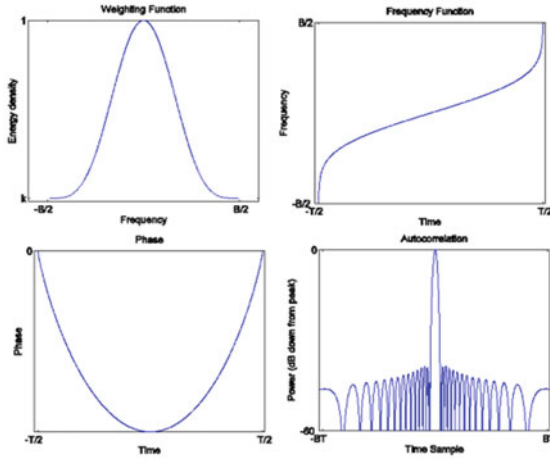 Weighting Function
1
Energy density
k
-B/2
B/2
Frequency
Frequency Function
B/2
Frequency
-B/2
-T/2
T/2
Time
Phase
0
Phase
-T/2
T/2
Time
Autocorrelation
0
Power (dB down from peak)
-60
-BT
B
Time Sample